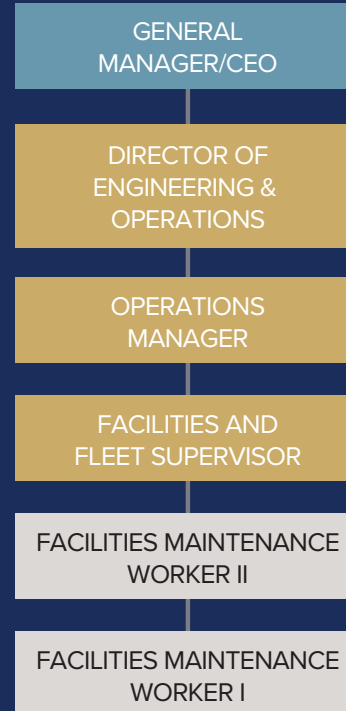 GENERAL
MANAGER/CEO
DIRECTOR OF
ENGINEERING &
OPERATIONS
OPERATIONS
MANAGER
FACILITIES AND
FLEET SUPERVISOR
FACILITIES MAINTENANCE
WORKER II
FACILITIES MAINTENANCE
WORKER I